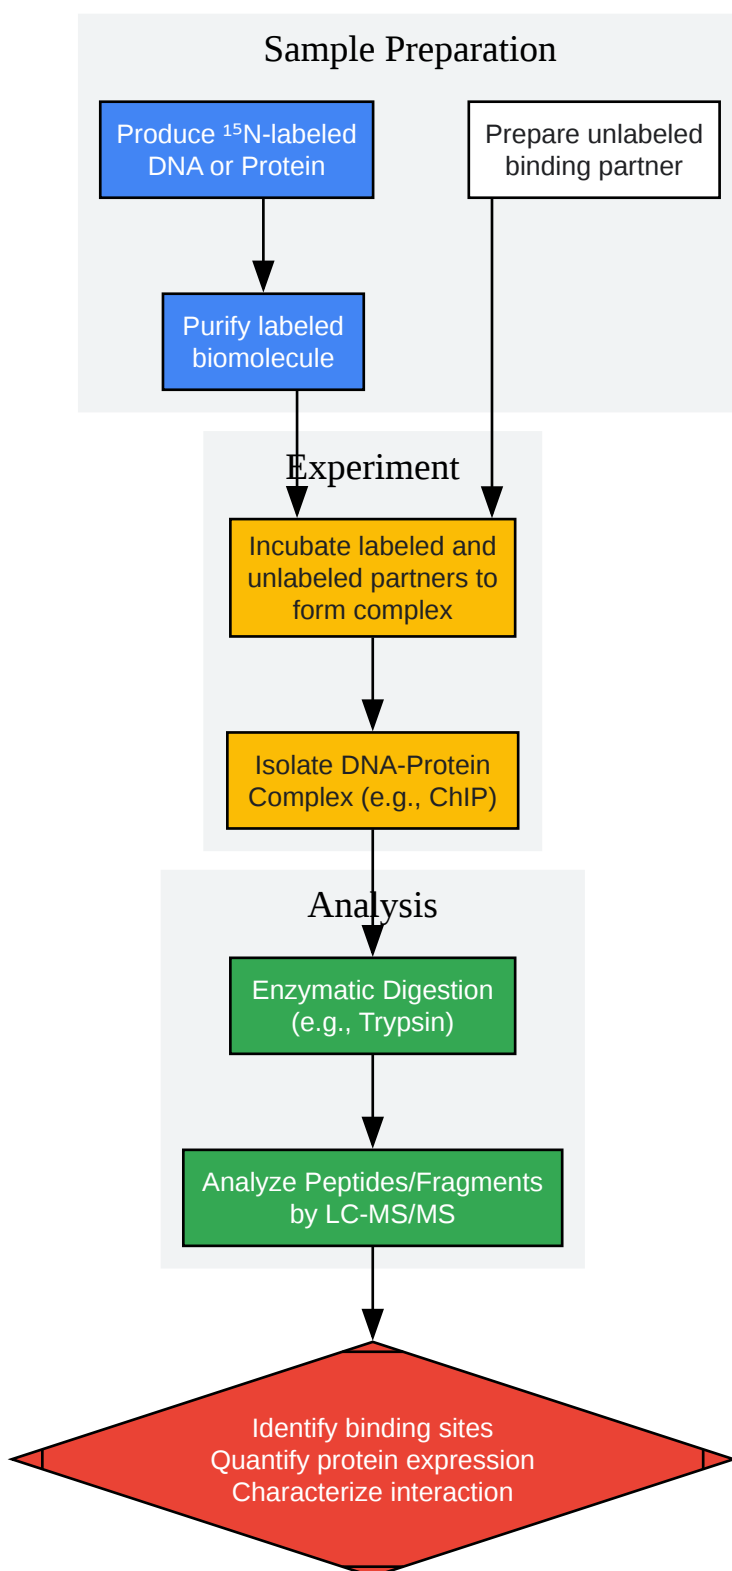 Sample Preparation
Produce ¹⁵N-labeled
DNA or Protein
Prepare unlabeled
binding partner
Purify labeled
biomolecule
Experiment
Incubate labeled and
unlabeled partners to
form complex
Isolate DNA-Protein
Complex (e.g., ChIP)
Analysis
Enzymatic Digestion
(e.g., Trypsin)
Analyze Peptides/Fragments
by LC-MS/MS
Identify binding sites
Quantify protein expression
Characterize interaction